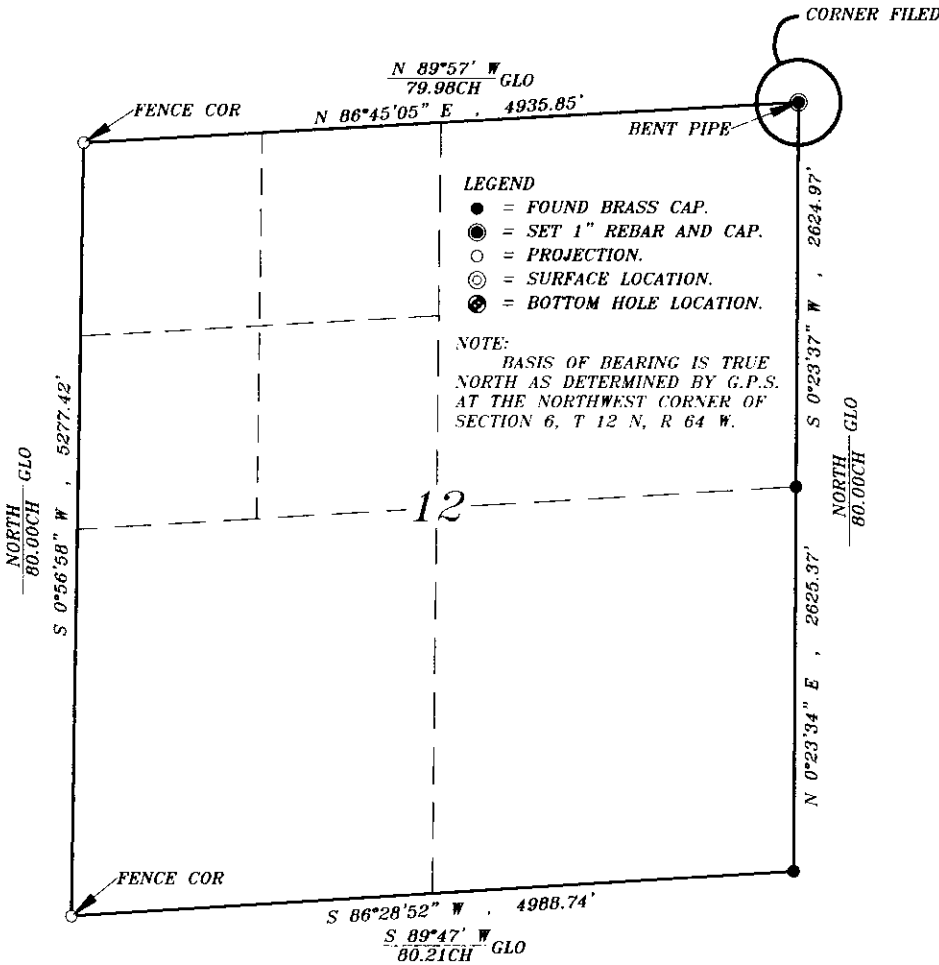 CORNER FILED
N 89°57' W
79.98CH GLO
FENCE COR
N 86°45'05" E , 4935.85'
BENT PIPE
LEGEND
● = FOUND BRASS CAP.
◉ = SET 1" REBAR AND CAP.
○ = PROJECTION.
◎ = SURFACE LOCATION.
= BOTTOM HOLE LOCATION.
NOTE:
BASIS OF BEARING IS TRUE
NORTH AS DETERMINED BY G.P.S.
AT THE NORTHWEST CORNER OF
SECTION 6, T 12 N, R 64 W.
S 0°23'37" W , 2624.97'
NORTH
80.00CH GLO
S 0°56'58" W , 5277.42'
NORTH
80.00CH GLO
12
N 0°23'34" E , 2625.37'
FENCE COR
S 86°28'52" W , 4988.74'
S 89°47' W
80.21CH GLO